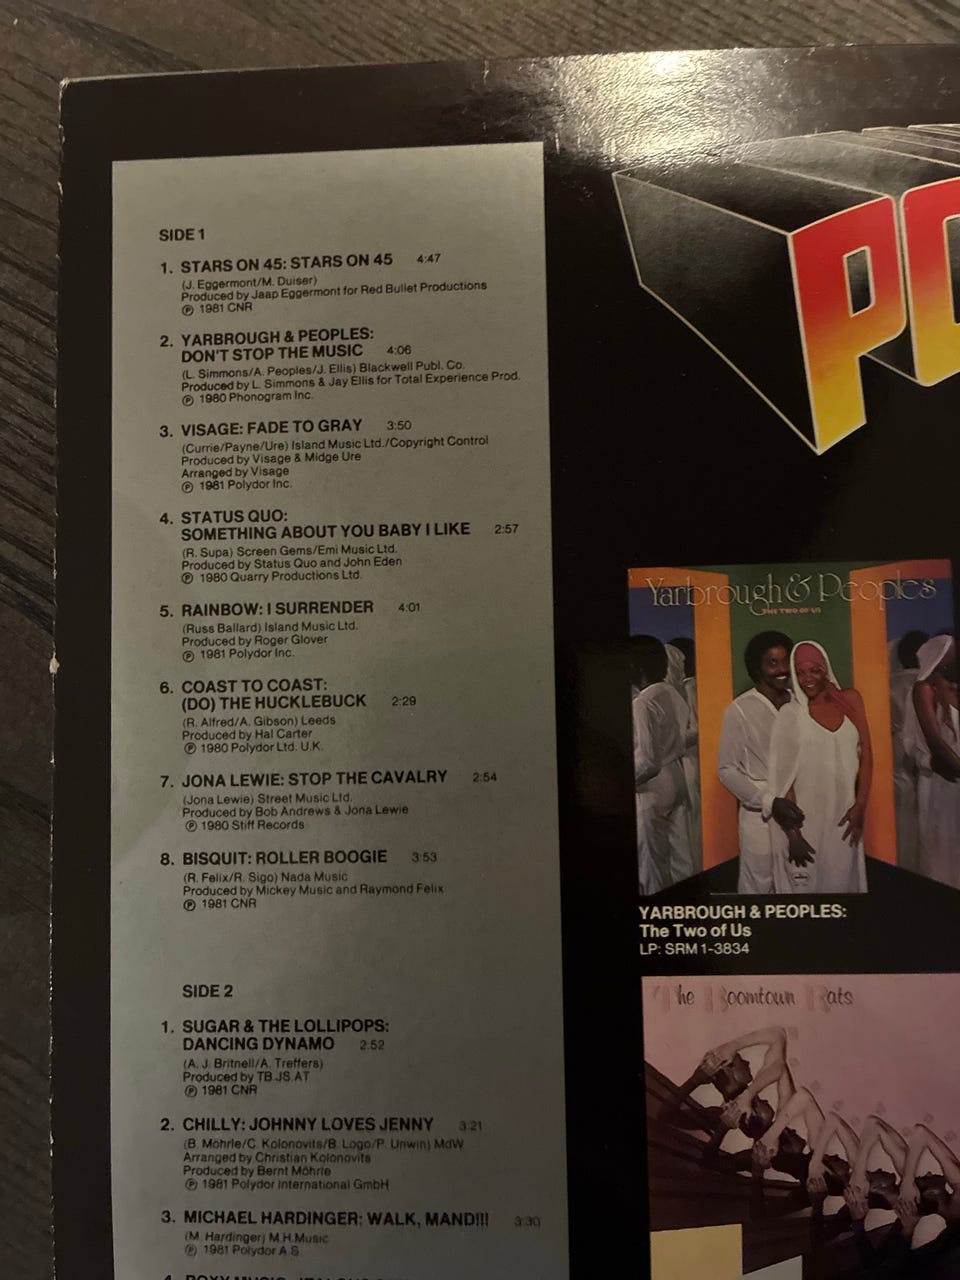 SIDE 1
1. STARS ON 45: STARS ON 45 4:47
(J. Eggermont/M. Duiser)
Produced by Jaap Eggermont for Red Bullet Productions
℗ 1981 CNR
2. YARBROUGH & PEOPLES:
DON'T STOP THE MUSIC 4:06
(L. Simmons/A. Peoples/J. Ellis) Blackwell Publ. Co.
Produced by L. Simmons & Jay Ellis for Total Experience Prod.
℗ 1980 Phonogram Inc.
3. VISAGE: FADE TO GRAY 3:50
(Currie/Payne/Ure) Island Music Ltd./Copyright Control
Produced by Visage & Midge Ure
Arranged by Visage
℗ 1981 Polydor Inc.
4. STATUS QUO:
SOMETHING ABOUT YOU BABY I LIKE 2:57
(R. Supa) Screen Gems/Emi Music Ltd.
Produced by Status Quo and John Eden
℗ 1980 Quarry Productions Ltd.
5. RAINBOW: I SURRENDER 4:01
(Russ Ballard) Island Music Ltd.
Produced by Roger Glover
℗ 1981 Polydor Inc.
6. COAST TO COAST:
(DO) THE HUCKLEBUCK 2:29
(R. Alfred/A. Gibson) Leeds
Produced by Hal Carter
℗ 1980 Polydor Ltd. U.K.
7. JONA LEWIE: STOP THE CAVALRY 2:54
(Jona Lewie) Street Music Ltd.
Produced by Bob Andrews & Jona Lewie
℗ 1980 Stiff Records
8. BISQUIT: ROLLER BOOGIE 3:53
(R. Felix/R. Sigo) Nada Music
Produced by Mickey Music and Raymond Felix
℗ 1981 CNR
SIDE 2
1. SUGAR & THE LOLLIPOPS:
DANCING DYNAMO 2:52
(A. J. Britnell/A. Treffers)
Produced by TB.JS.AT
℗ 1981 CNR
2. CHILLY: JOHNNY LOVES JENNY 3:21
(B. Möhrle/C. Kolonovits/B. Logo/P. Unwin) MdW
Arranged by Christian Kolonovits
Produced by Bernt Möhrle
℗ 1981 Polydor International GmbH
3. MICHAEL HARDINGER: WALK, MAND!!! 3:30
(M. Hardinger) M.H.Music
℗ 1981 Polydor A.S.
4. ROXY MUSIC:
PO
Yarbrough & Peoples
THE TWO OF US
YARBROUGH & PEOPLES:
The Two of Us
LP: SRM 1-3834
The Boomtown Rats